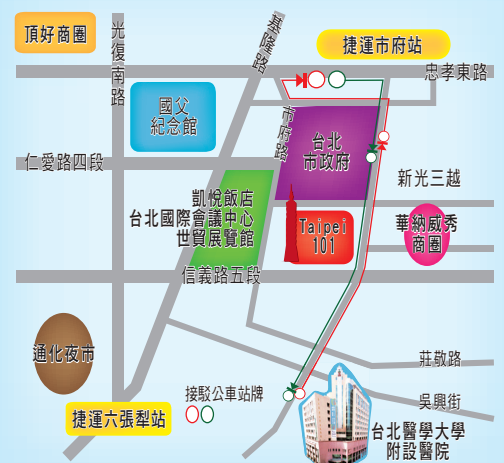 頂好商圈
光復南路
基隆路
捷運市府站
忠孝東路
國父
紀念館
市府路
台北
市政府
仁愛路四段
新光三越
凱悅飯店
台北國際會議中心
世貿展覽館
Taipei
101
華納威秀
商圈
信義路五段
通化夜市
莊敬路
接駁公車站牌
吳興街
捷運六張犁站
台北醫學大學
附設醫院